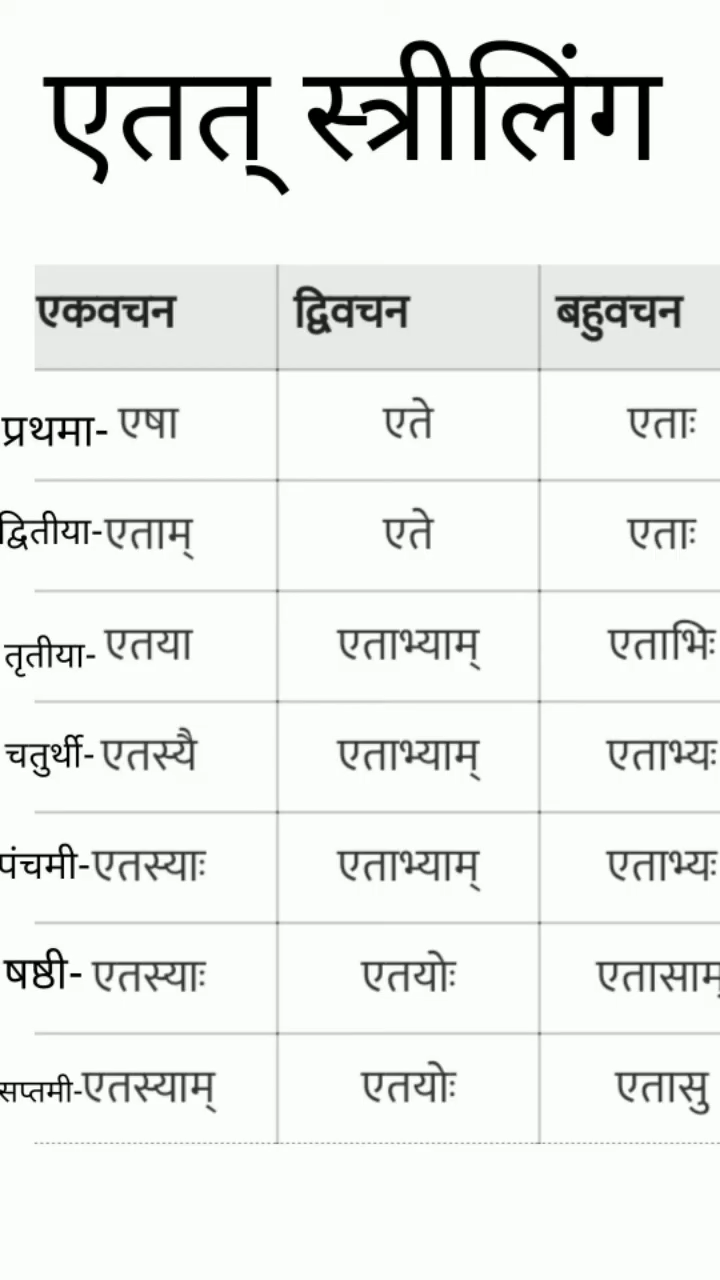 एतत् स्त्रीलिंग
एकवचन द्विवचन बहुवचन
प्रथमा- एषा एते एताः
द्वितीया- एताम् एते एताः
तृतीया- एतया एताभ्याम् एताभिः
चतुर्थी- एतस्यै एताभ्याम् एताभ्यः
पंचमी- एतस्याः एताभ्याम् एताभ्यः
षष्ठी- एतस्याः एतयोः एतासाम्
सप्तमी- एतस्याम् एतयोः एतासु